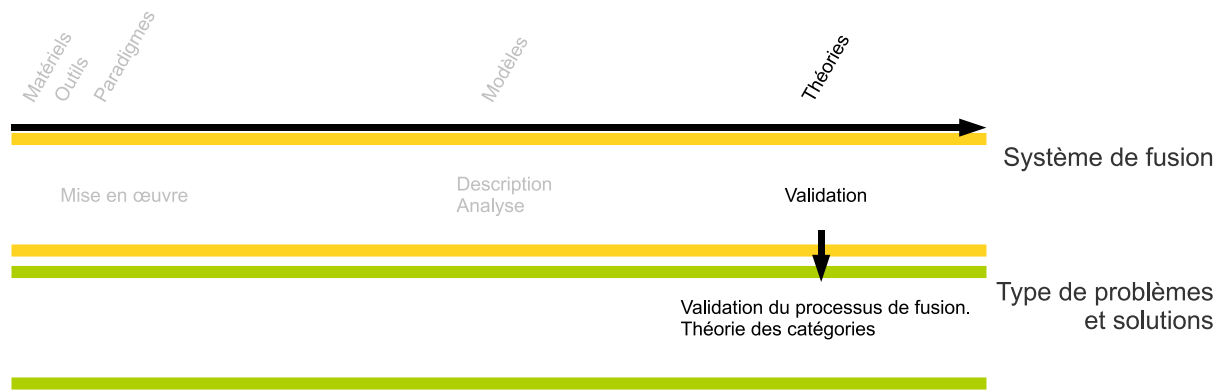 Matériels
Outils
Paradigmes
Modèles
Théories
Système de fusion
Mise en œuvre
Description
Analyse
Validation
Type de problèmes
et solutions
Validation du processus de fusion.
Théorie des catégories